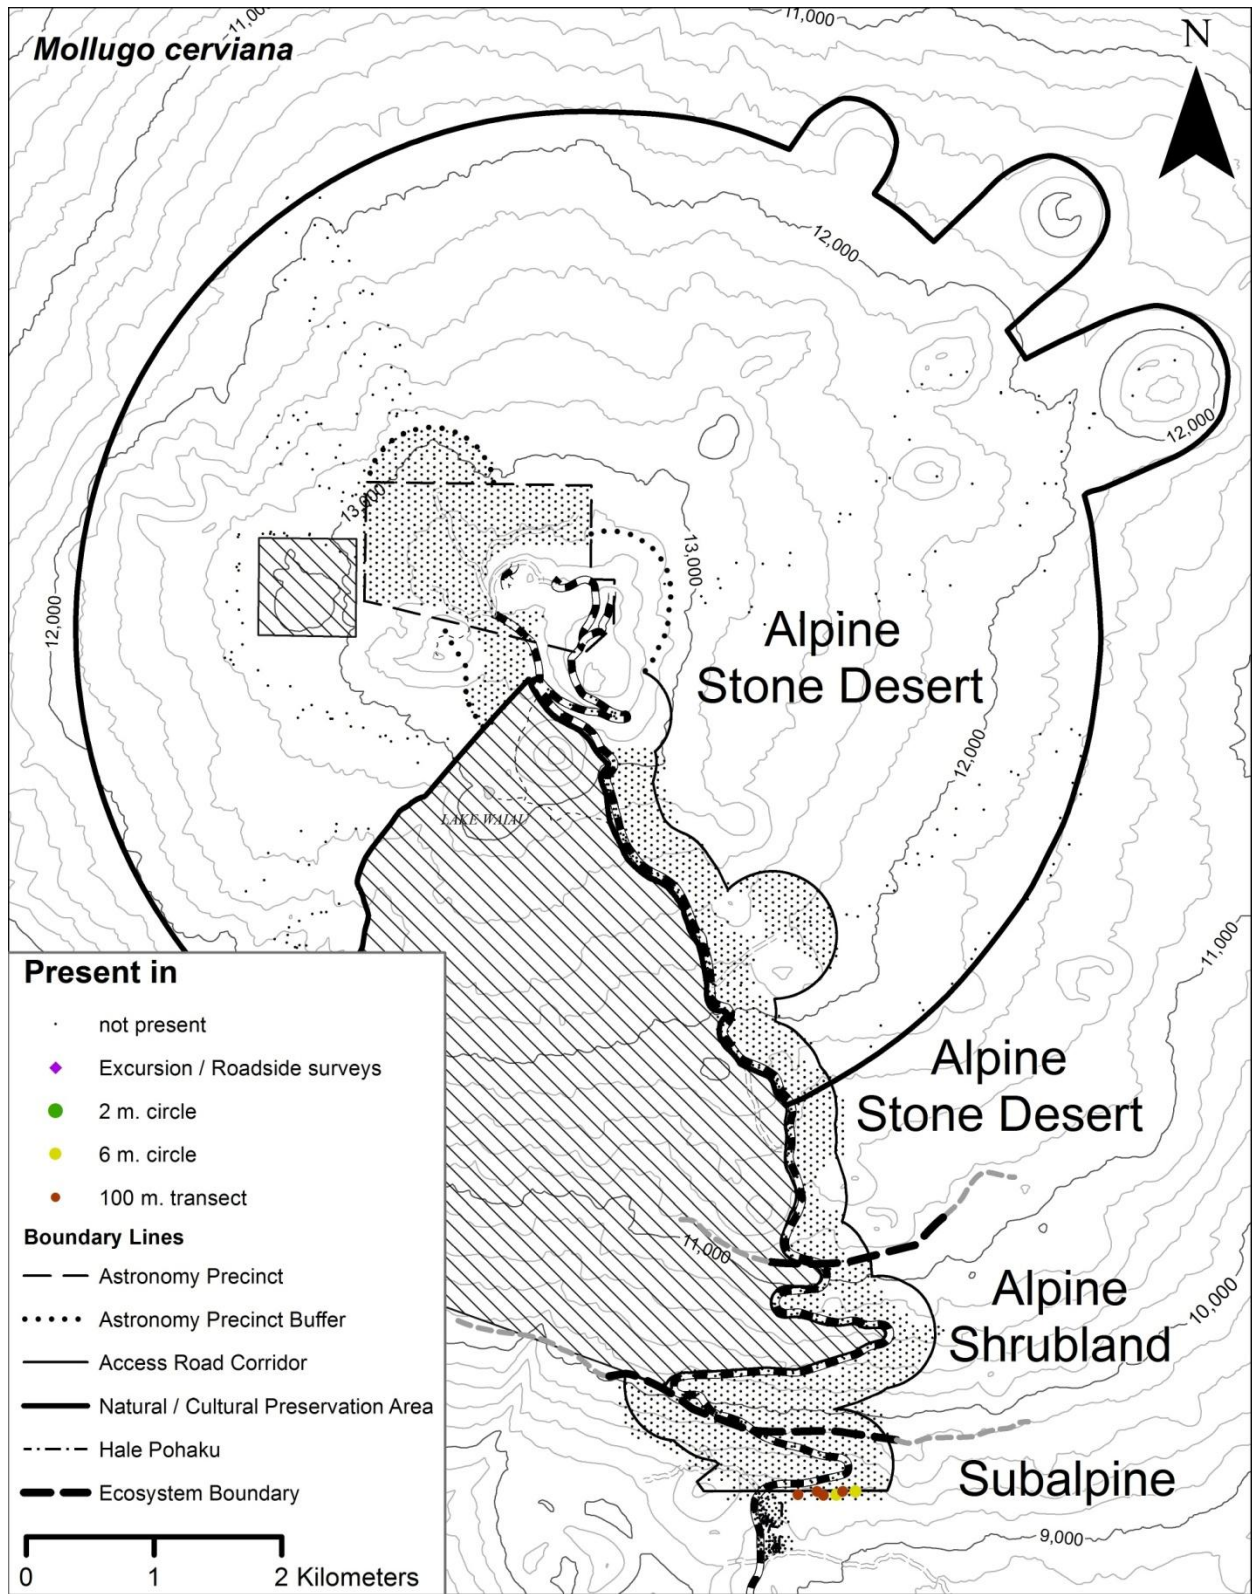 Mollugo cerviana
N
11,000
11,000
12,000
12,000
13,000
13,000
12,000
Alpine
Stone Desert
12,000
LAKE WAIAU
11,000
Alpine
Stone Desert
11,000
Alpine
Shrubland
10,000
Subalpine
9,000
Present in
not present
Excursion / Roadside surveys
2 m. circle
6 m. circle
100 m. transect
Boundary Lines
Astronomy Precinct
Astronomy Precinct Buffer
Access Road Corridor
Natural / Cultural Preservation Area
Hale Pohaku
Ecosystem Boundary
0 1 2 Kilometers